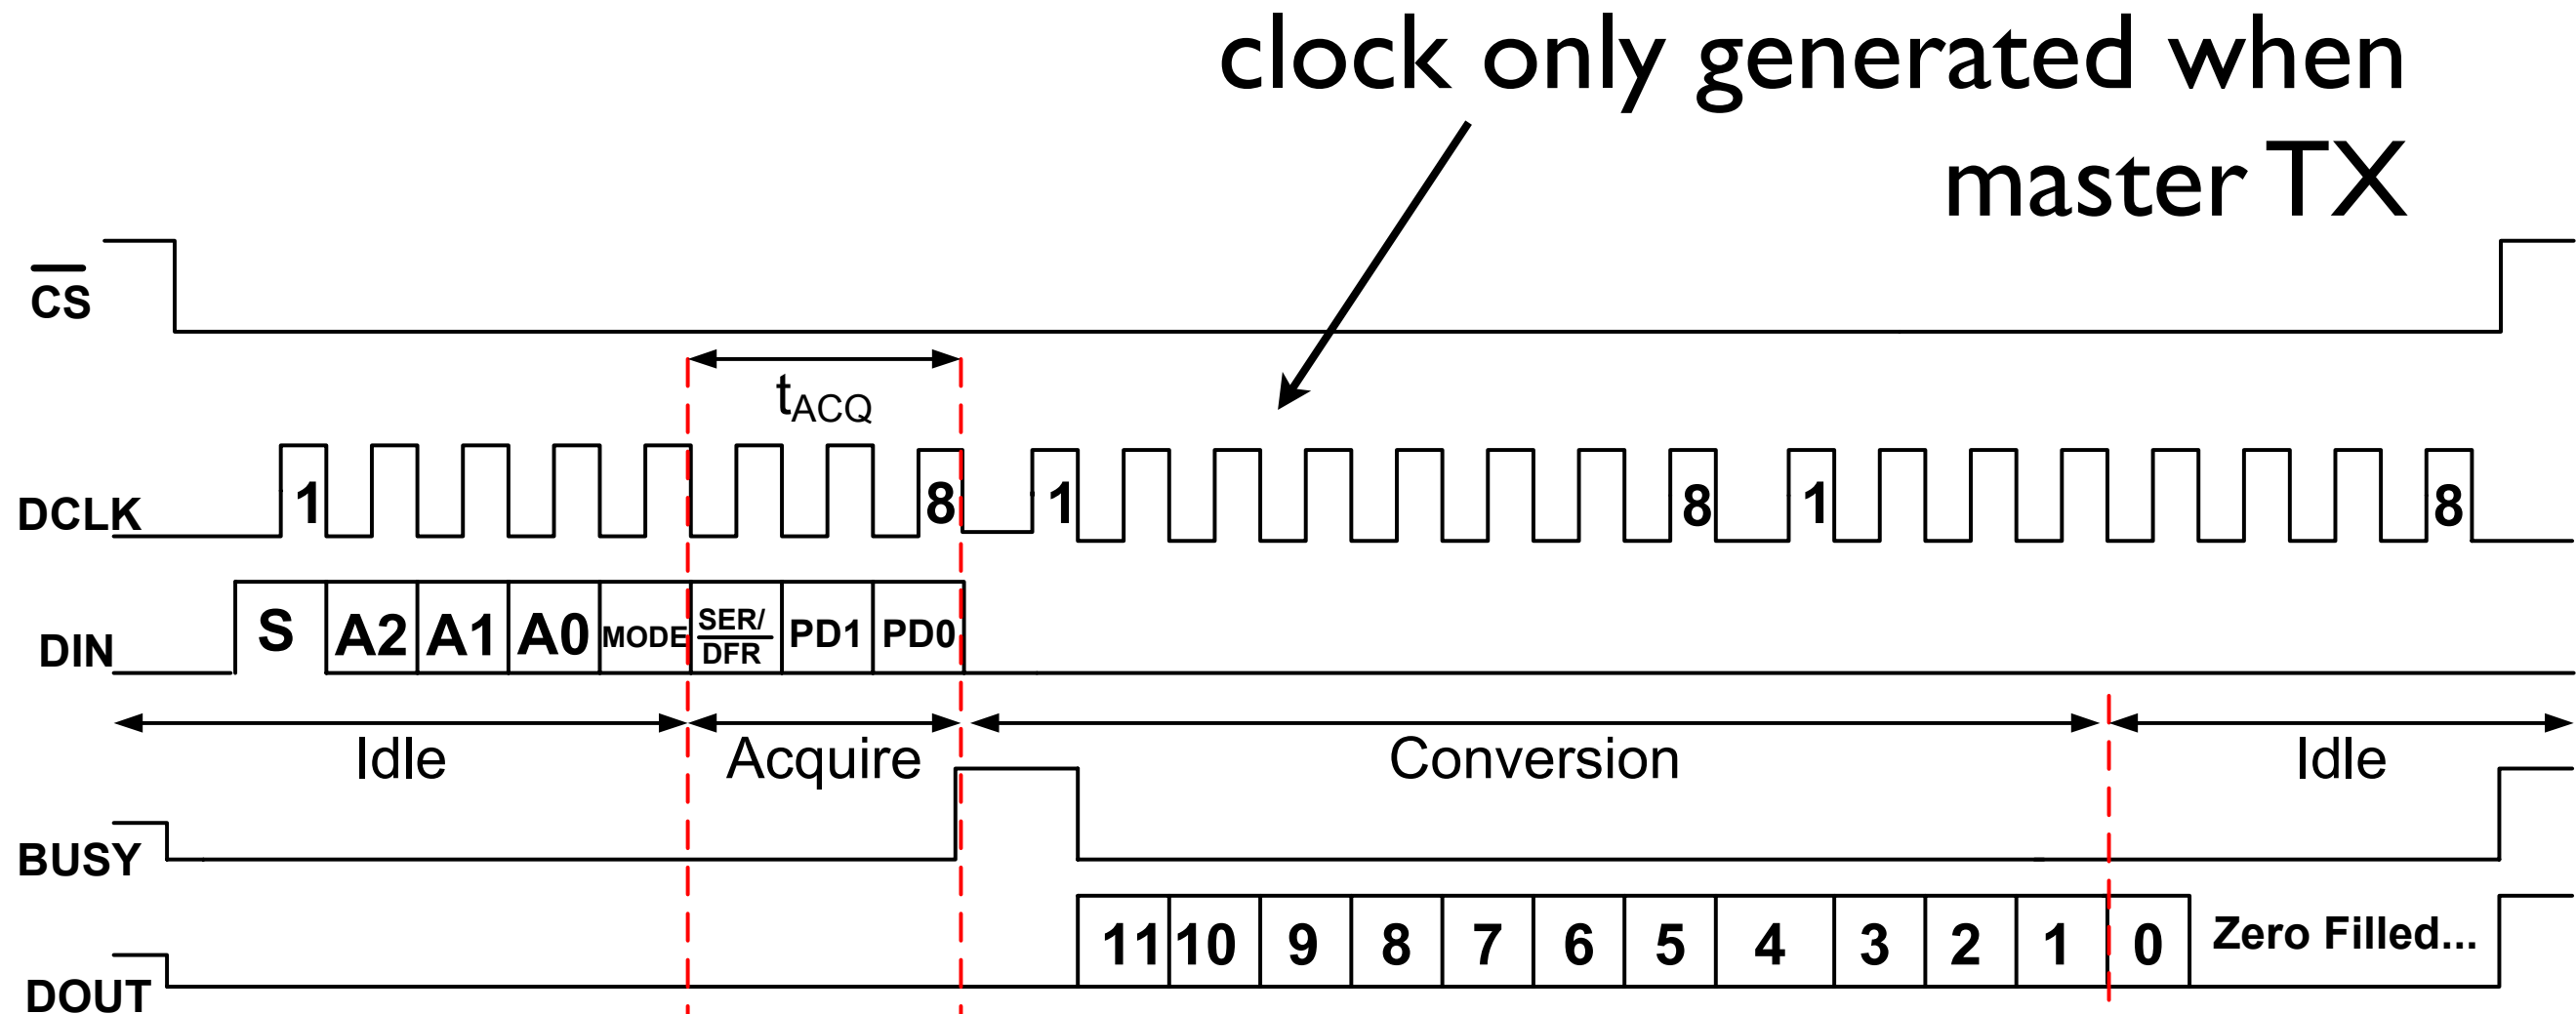 clock only generated when
master TX
CS
tACQ
DCLK 1 8 1 8 1 8
DIN S A2 A1 A0 MODE SER/DFR PD1 PD0
Idle Acquire Conversion Idle
BUSY
DOUT 11 10 9 8 7 6 5 4 3 2 1 0 Zero Filled...